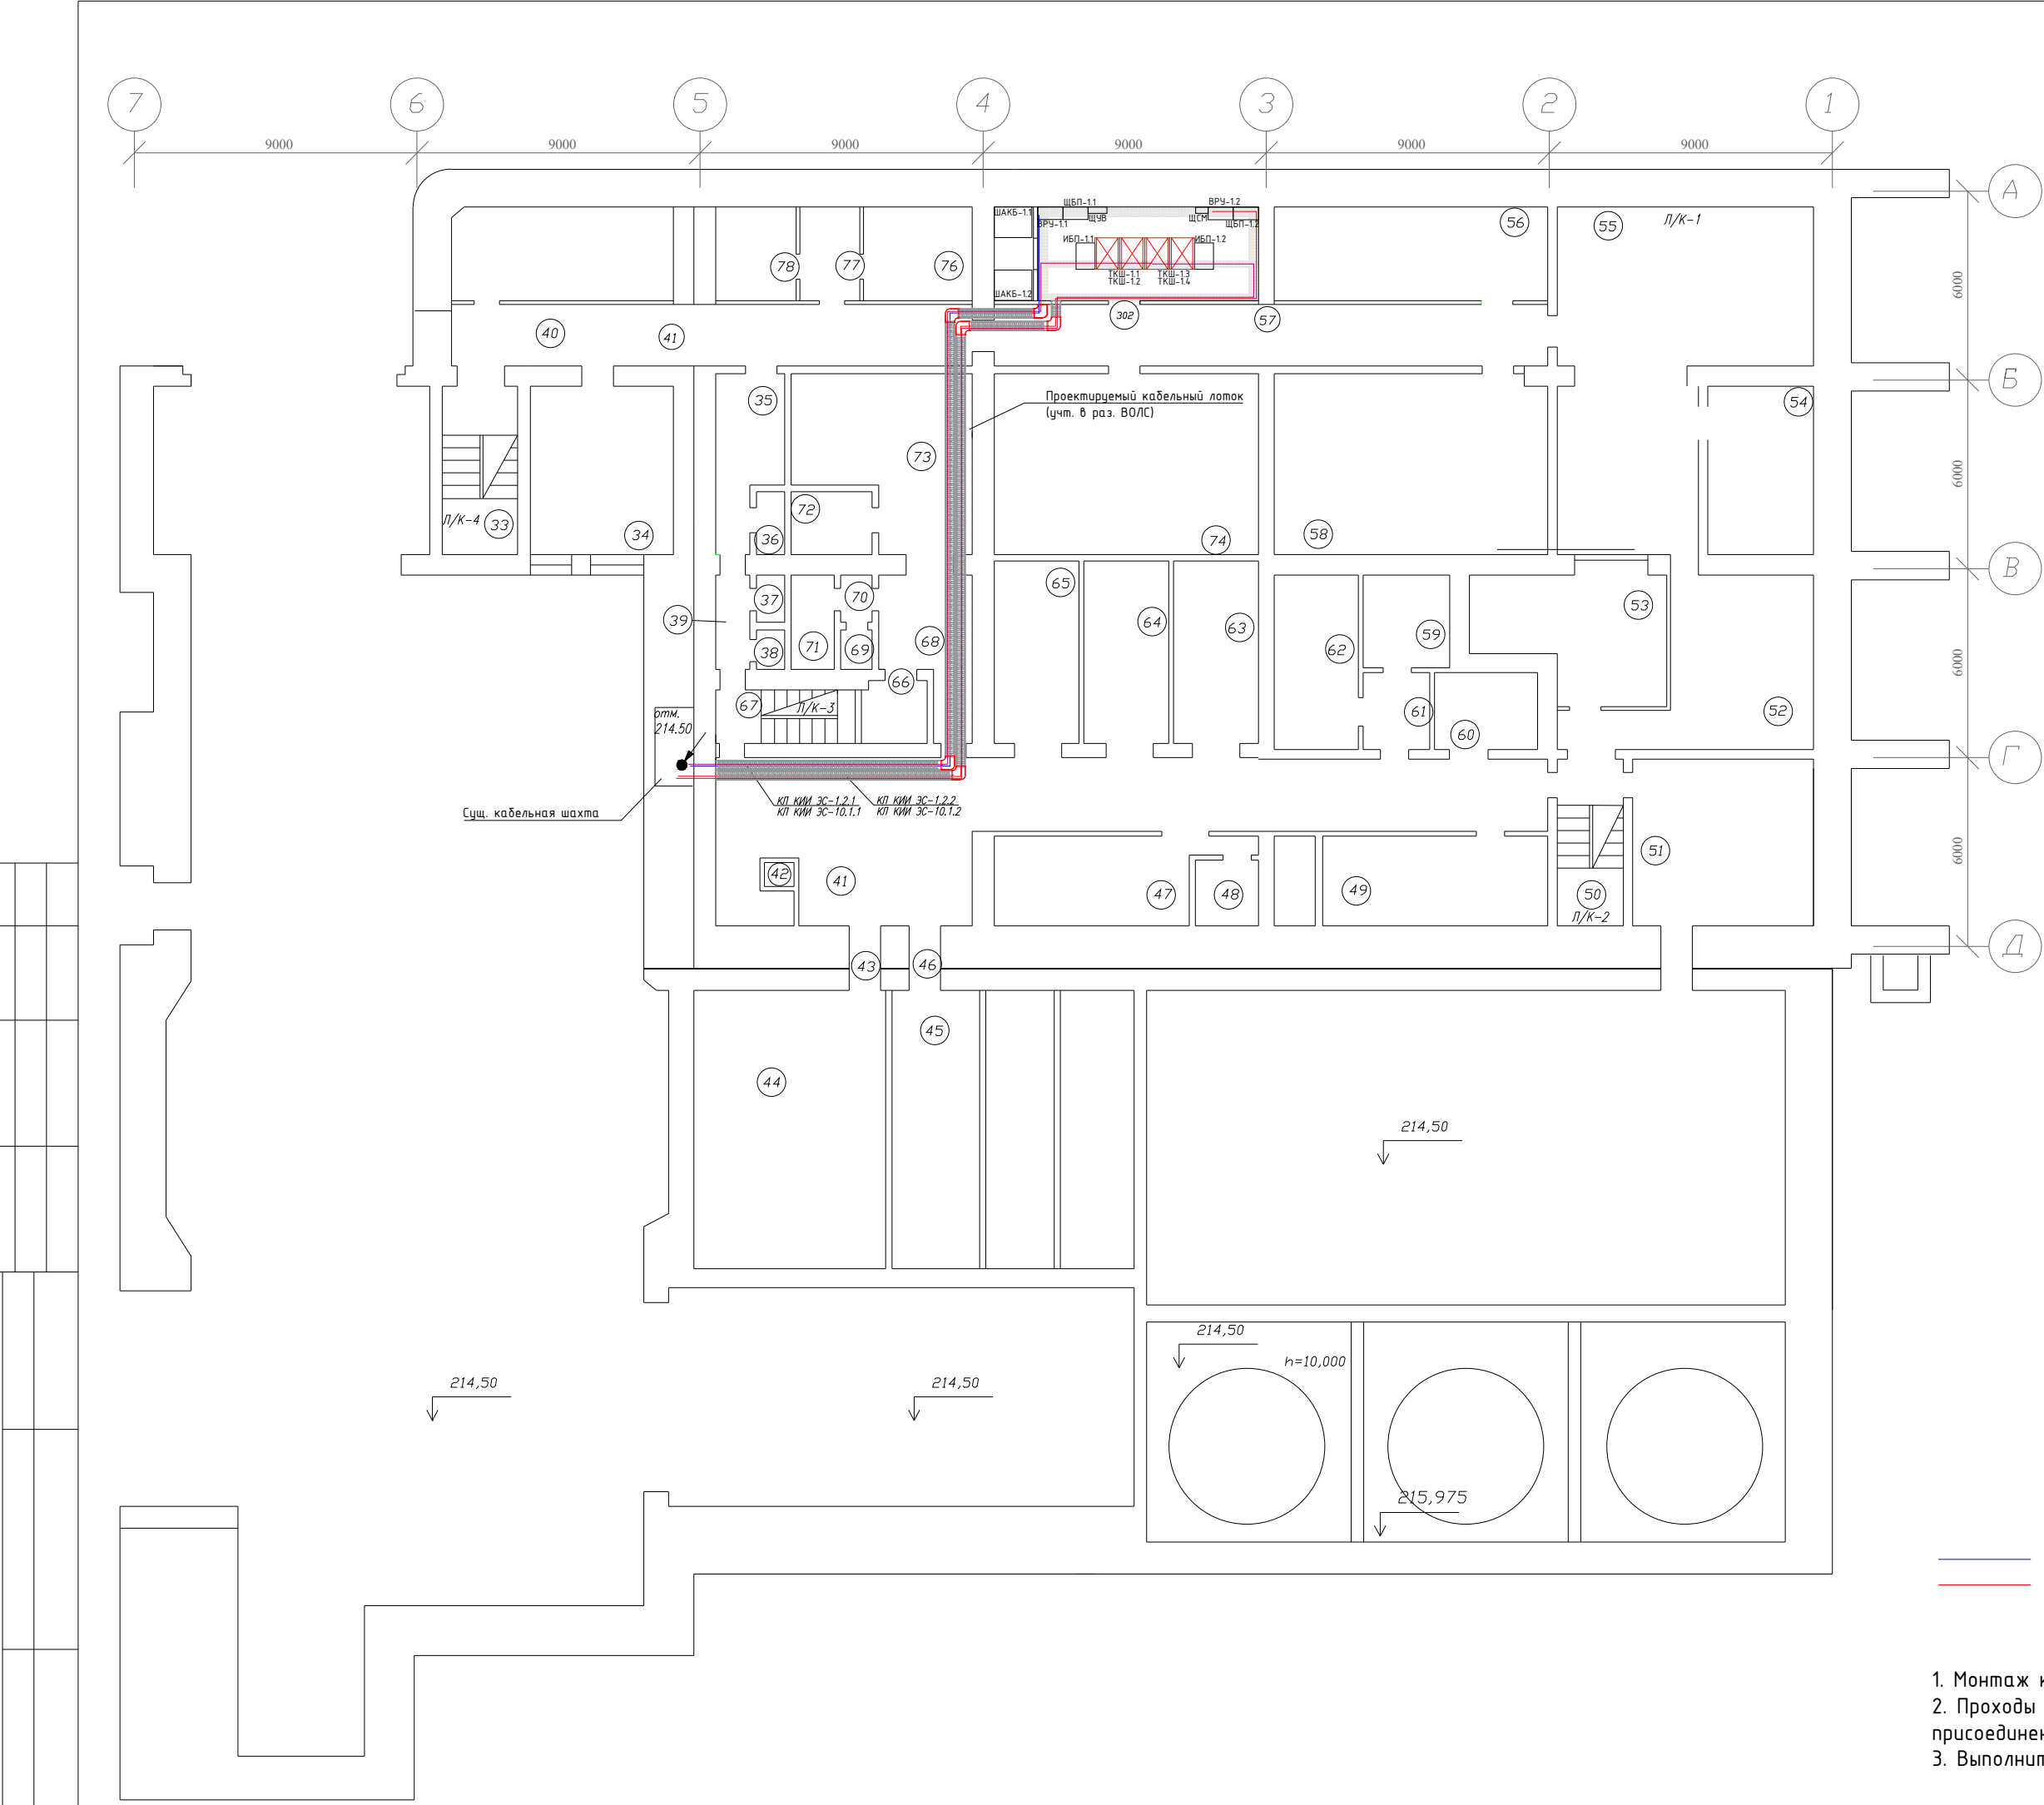 7 6 5 4 3 2 1
9000 9000 9000 9000 9000 9000
А
Б
В
Г
Д
6000
6000
6000
6000
ЩБП-1.1
ВРУ-1.2
ШАКБ-1.1
ВРУ-1.1
ЩУВ
ЩСМ
ЩБП-1.2
ИБП-1.1
ИБП-1.2
ТКШ-1.1
ТКШ-1.2
ТКШ-1.3
ТКШ-1.4
ШАКБ-1.2
56
55
Л/К-1
78
77
76
302
57
40
41
35
54
Проектируемый кабельный лоток
(учт. в раз. ВОЛС)
73
72
Л/К-4
33
34
36
74
58
65
37
70
39
64
63
53
68
62
59
38
71
69
66
67
Л/К-3
61
60
52
отм.
214.50
Сущ. кабельная шахта
КП КИИ ЭС-1.2.1
КП КИИ ЭС-10.1.1
КП КИИ ЭС-1.2.2
КП КИИ ЭС-10.1.2
42
41
47
48
49
50
Л/К-2
51
43
46
45
44
214,50
214,50
h=10,000
214,50
214,50
215,975
1. Монтаж к
2. Проходы
присоединен
3. Выполнит